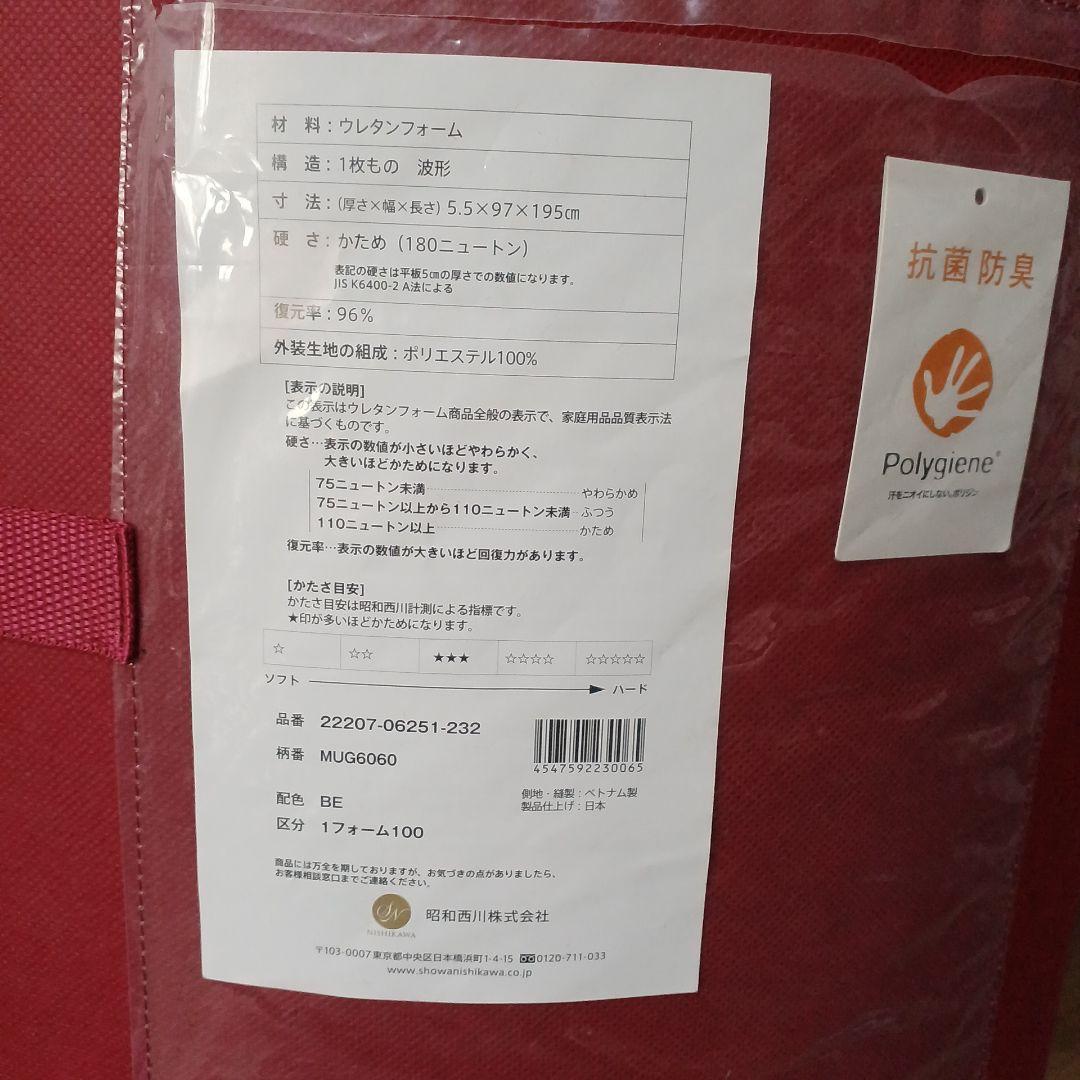 材 料：ウレタンフォーム
構 造：1枚もの 波形
寸 法：(厚さ×幅×長さ) 5.5×97×195㎝
硬 さ：かため（180ニュートン）
表記の硬さは平板5㎝の厚さでの数値になります。
JIS K6400-2 A法による
復元率：96％
外装生地の組成：ポリエステル100%
[表示の説明]
この表示はウレタンフォーム商品全般の表示で、家庭用品品質表示法
に基づくものです。
硬さ…表示の数値が小さいほどやわらかく、
大きいほどかためになります。
75ニュートン未満 やわらかめ
75ニュートン以上から110ニュートン未満 ふつう
110ニュートン以上 かため
復元率…表示の数値が大きいほど回復力があります。
[かたさ目安]
かたさ目安は昭和西川計測による指標です。
★印が多いほどかためになります。
☆ ☆☆ ★★★ ☆☆☆☆ ☆☆☆☆☆
ソフト ハード
品番 22207-06251-232
柄番 MUG6060
4547592230065
側地・縫製：ベトナム製
製品仕上げ：日本
配色 BE
区分 1フォーム100
商品には万全を期しておりますが、お気づきの点がありましたら、
お客様相談窓口までご連絡ください。
SN
NISHIKAWA
昭和西川株式会社
〒103-0007東京都中央区日本橋浜町1-4-15 0120-711-033
www.showanishikawa.co.jp
抗菌防臭
Polygiene®
汗をニオイにしない。ポリジン